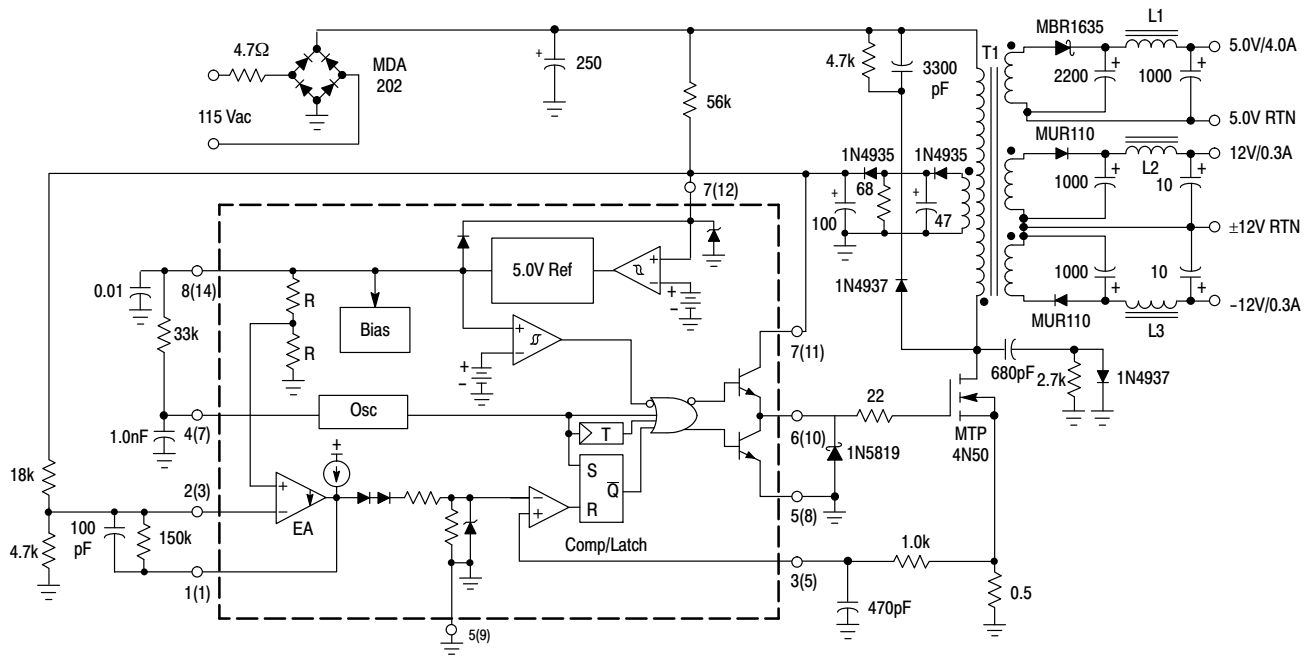 4.7Ω
MDA
202
115 Vac
+
250
56k
4.7k
3300
pF
T1
MBR1635
L1
5.0V/4.0A
2200
+
1000
+
5.0V RTN
MUR110
12V/0.3A
1000
+
L2
10
+
±12V RTN
1000
+
10
+
MUR110
L3
–12V/0.3A
1N4935
1N4935
68
+
100
+
47
7(12)
1N4937
680pF
2.7k
1N4937
0.01
8(14)
33k
R
R
Bias
5.0V Ref
+
–
+
–
+
–
+
–
7(11)
22
6(10)
1N5819
MTP
4N50
5(8)
Osc
4(7)
1.0nF
T
S
Q
R
18k
2(3)
+
–
EA
+
100
pF
150k
4.7k
1(1)
–
+
Comp/Latch
1.0k
3(5)
470pF
0.5
5(9)